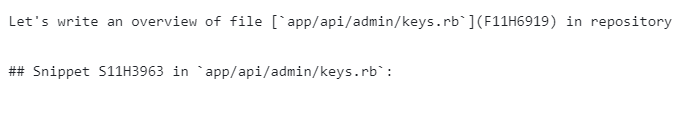 Let's write an overview of file [`app/api/admin/keys.rb`](F11H6919) in repository
## Snippet S11H3963 in `app/api/admin/keys.rb`: